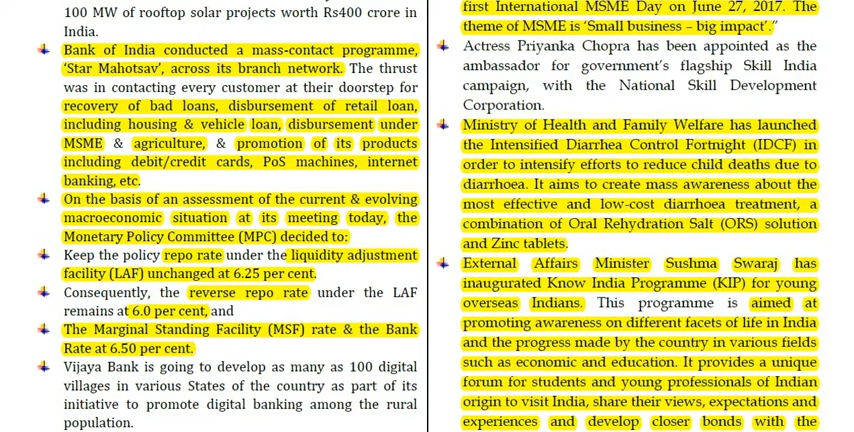 100 MW of rooftop solar projects worth Rs400 crore in
India.
Bank of India conducted a mass-contact programme,
‘Star Mahotsav’, across its branch network. The thrust
was in contacting every customer at their doorstep for
recovery of bad loans, disbursement of retail loan,
including housing & vehicle loan, disbursement under
MSME & agriculture, & promotion of its products
including debit/credit cards, PoS machines, internet
banking, etc.
On the basis of an assessment of the current & evolving
macroeconomic situation at its meeting today, the
Monetary Policy Committee (MPC) decided to:
Keep the policy repo rate under the liquidity adjustment
facility (LAF) unchanged at 6.25 per cent.
Consequently, the reverse repo rate under the LAF
remains at 6.0 per cent, and
The Marginal Standing Facility (MSF) rate & the Bank
Rate at 6.50 per cent.
Vijaya Bank is going to develop as many as 100 digital
villages in various States of the country as part of its
initiative to promote digital banking among the rural
population.
first International MSME Day on June 27, 2017. The
theme of MSME is ‘Small business – big impact’.”
Actress Priyanka Chopra has been appointed as the
ambassador for government’s flagship Skill India
campaign, with the National Skill Development
Corporation.
Ministry of Health and Family Welfare has launched
the Intensified Diarrhea Control Fortnight (IDCF) in
order to intensify efforts to reduce child deaths due to
diarrhoea. It aims to create mass awareness about the
most effective and low-cost diarrhoea treatment, a
combination of Oral Rehydration Salt (ORS) solution
and Zinc tablets.
External Affairs Minister Sushma Swaraj has
inaugurated Know India Programme (KIP) for young
overseas Indians. This programme is aimed at
promoting awareness on different facets of life in India
and the progress made by the country in various fields
such as economic and education. It provides a unique
forum for students and young professionals of Indian
origin to visit India, share their views, expectations and
experiences and develop closer bonds with the